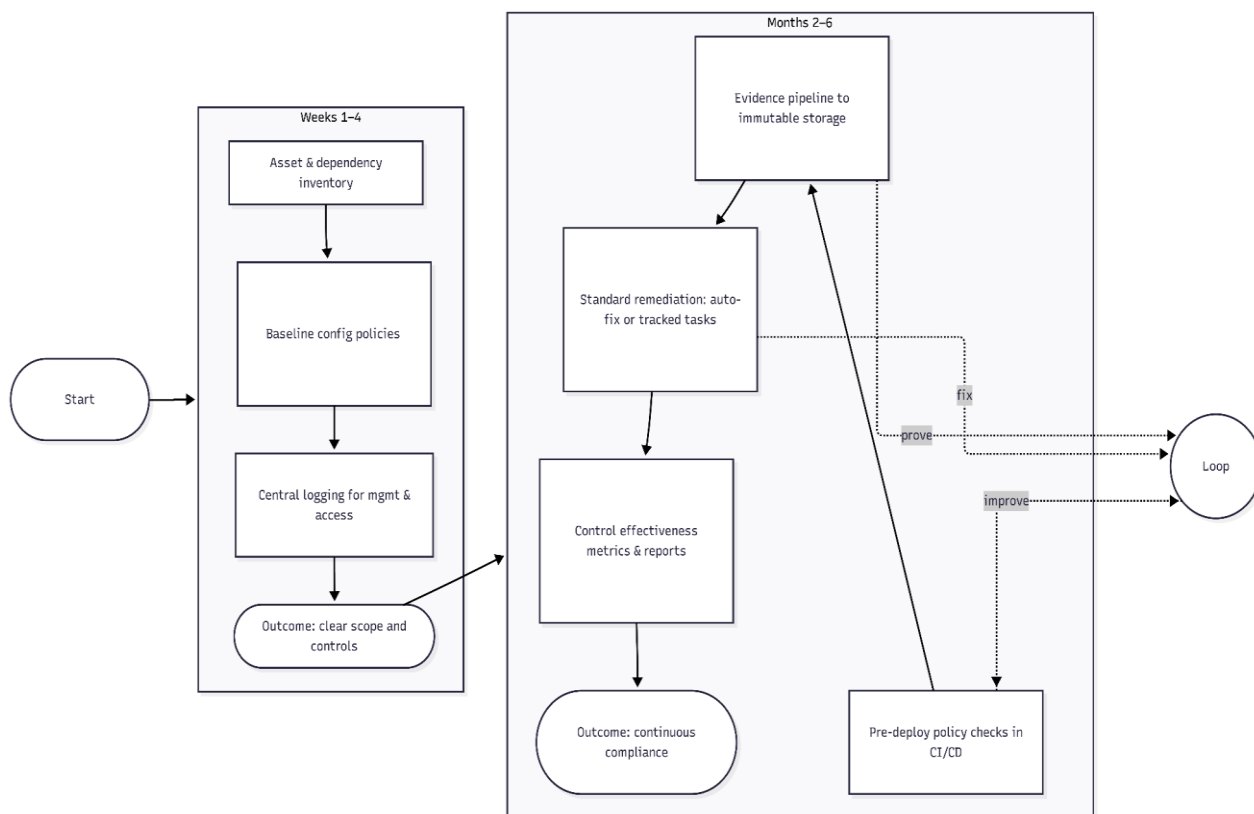 Months 2–6
Evidence pipeline to
immutable storage
Weeks 1–4
Asset & dependency
inventory
Standard remediation: auto-
fix or tracked tasks
Baseline config policies
Start
fix
prove
Loop
Central logging for mgmt &
access
improve
Control effectiveness
metrics & reports
Outcome: clear scope and
controls
Outcome: continuous
compliance
Pre-deploy policy checks in
CI/CD